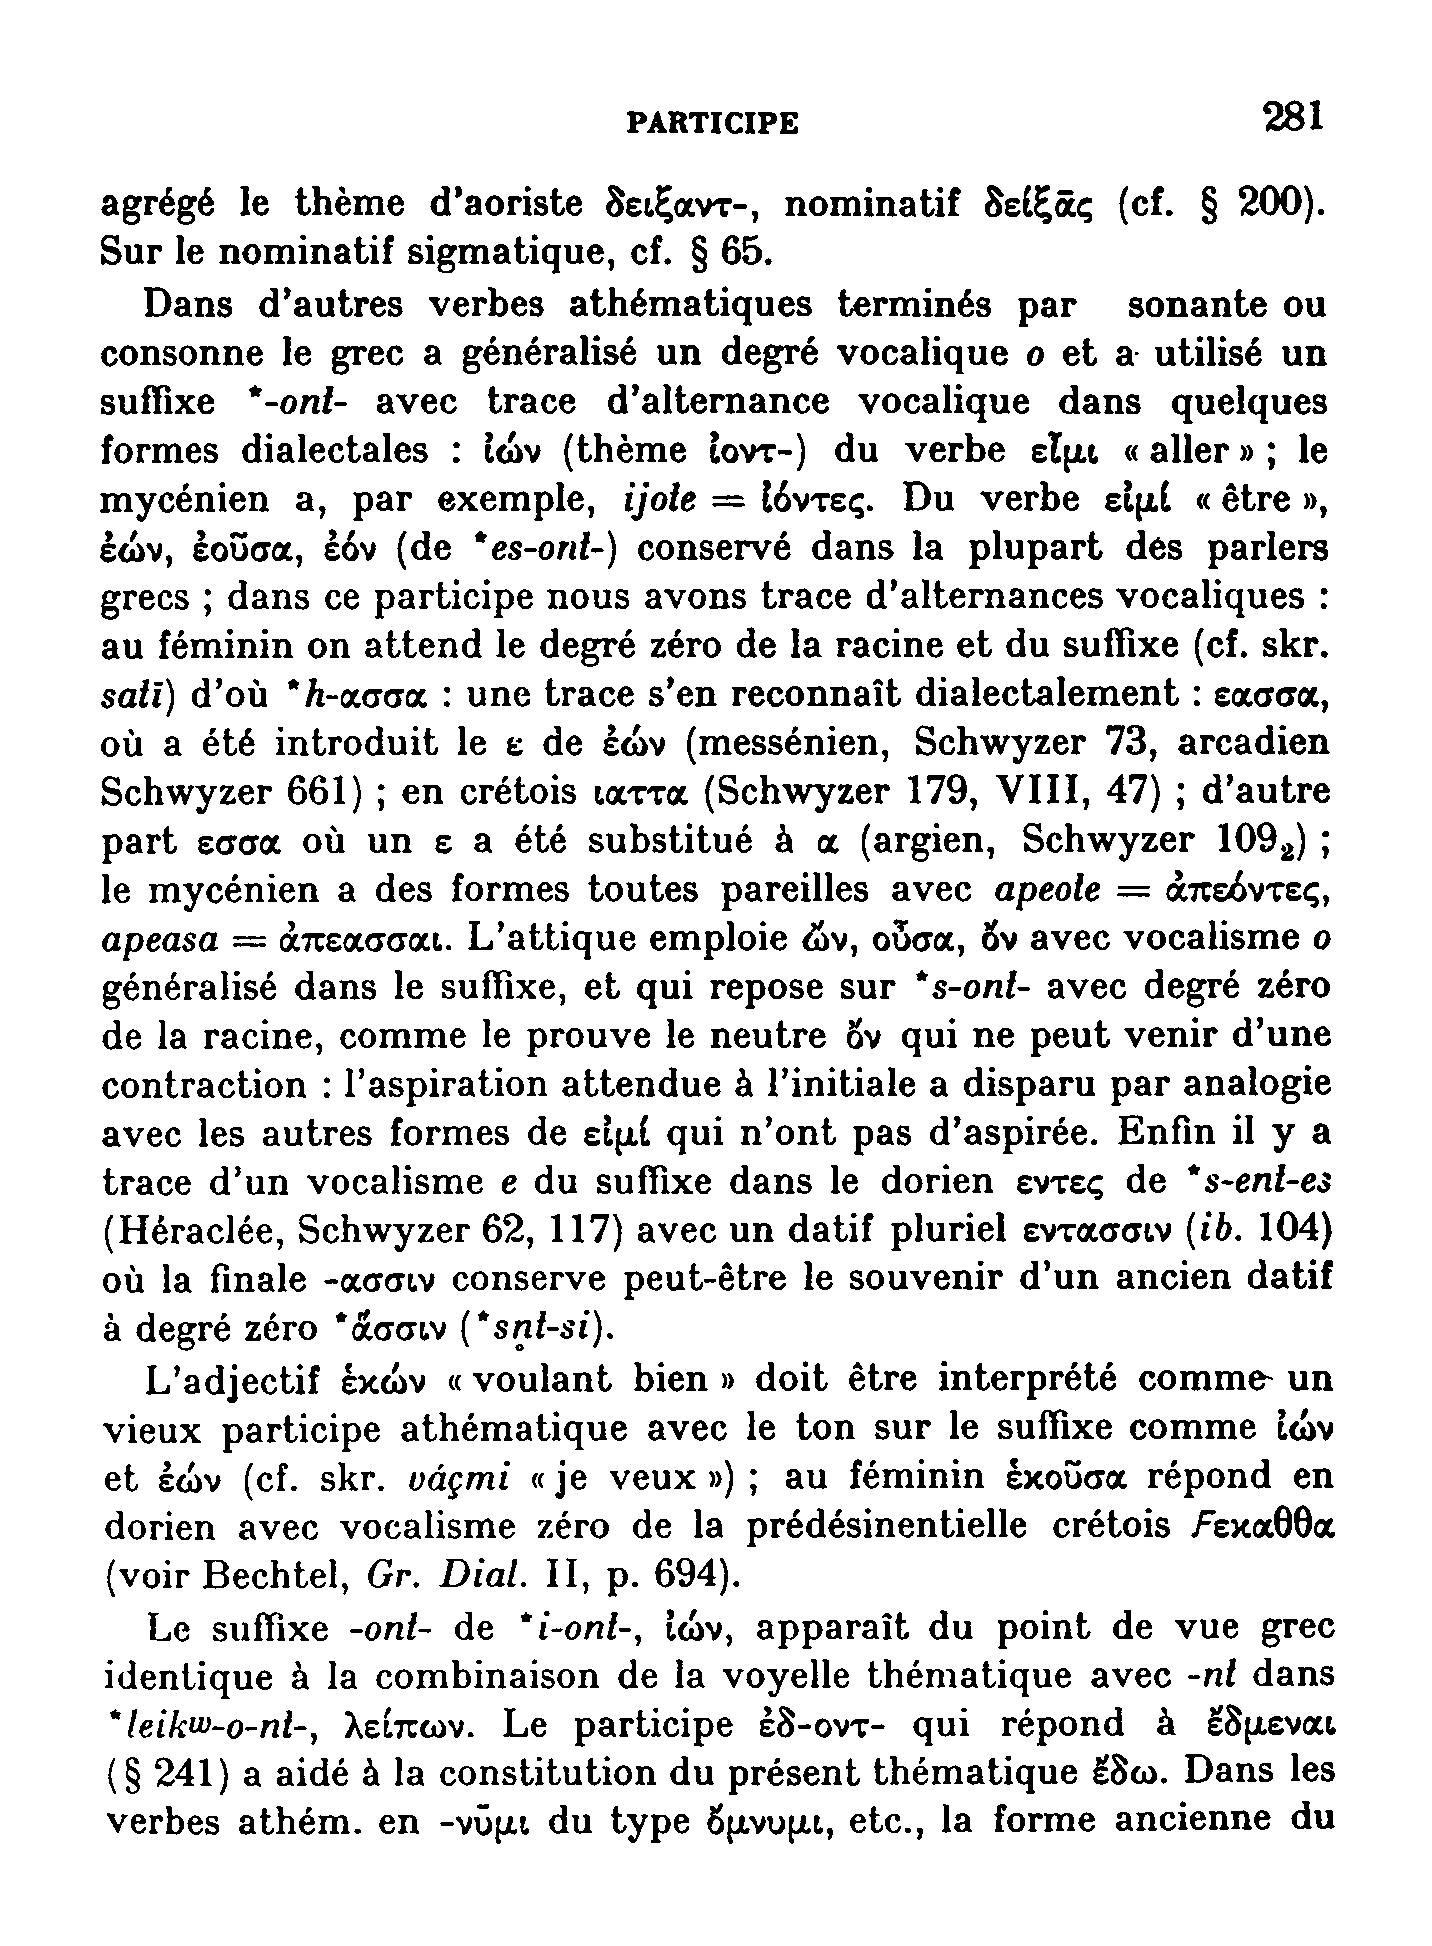 PARTICIPE 281
agrégé le thème d'aoriste δειξαντ-, nominatif δείξᾱς (cf. § 200).
Sur le nominatif sigmatique, cf. § 65.
Dans d'autres verbes athématiques terminés par sonante ou
consonne le grec a généralisé un degré vocalique o et a utilisé un
suffixe *-ont- avec trace d'alternance vocalique dans quelques
formes dialectales : ἰών (thème ἰοντ-) du verbe εἶμι « aller » ; le
mycénien a, par exemple, ijote = ἰόντες. Du verbe εἰμί « être »,
ἐών, ἐοῦσα, ἐόν (de *es-ont-) conservé dans la plupart des parlers
grecs ; dans ce participe nous avons trace d'alternances vocaliques :
au féminin on attend le degré zéro de la racine et du suffixe (cf. skr.
satī) d'où *h-ασσα : une trace s'en reconnaît dialectalement : εασσα,
où a été introduit le ε de ἐών (messénien, Schwyzer 73, arcadien
Schwyzer 661) ; en crétois ιαττα (Schwyzer 179, VIII, 47) ; d'autre
part εσσα où un ε a été substitué à α (argien, Schwyzer 109₂) ;
le mycénien a des formes toutes pareilles avec apeote = ἀπεόντες,
apeasa = ἀπεασσαι. L'attique emploie ὤν, οὖσα, ὄν avec vocalisme o
généralisé dans le suffixe, et qui repose sur *s-ont- avec degré zéro
de la racine, comme le prouve le neutre ὄν qui ne peut venir d'une
contraction : l'aspiration attendue à l'initiale a disparu par analogie
avec les autres formes de εἰμί qui n'ont pas d'aspirée. Enfin il y a
trace d'un vocalisme e du suffixe dans le dorien εντες de *s-ent-es
(Héraclée, Schwyzer 62, 117) avec un datif pluriel εντασσιν (ib. 104)
où la finale -ασσιν conserve peut-être le souvenir d'un ancien datif
à degré zéro *ἅσσιν (*sn̥t-si).
L'adjectif ἑκών « voulant bien » doit être interprété comme un
vieux participe athématique avec le ton sur le suffixe comme ἰών
et ἐών (cf. skr. váçmi « je veux ») ; au féminin ἑκοῦσα répond en
dorien avec vocalisme zéro de la prédésinentielle crétois Ϝεκαθθα
(voir Bechtel, Gr. Dial. II, p. 694).
Le suffixe -ont- de *i-ont-, ἰών, apparaît du point de vue grec
identique à la combinaison de la voyelle thématique avec -nt dans
*leikʷ-o-nt-, λείπων. Le participe ἐδ-οντ- qui répond à ἔδμεναι
(§ 241) a aidé à la constitution du présent thématique ἔδω. Dans les
verbes athém. en -νῡμι du type ὄμνυμι, etc., la forme ancienne du